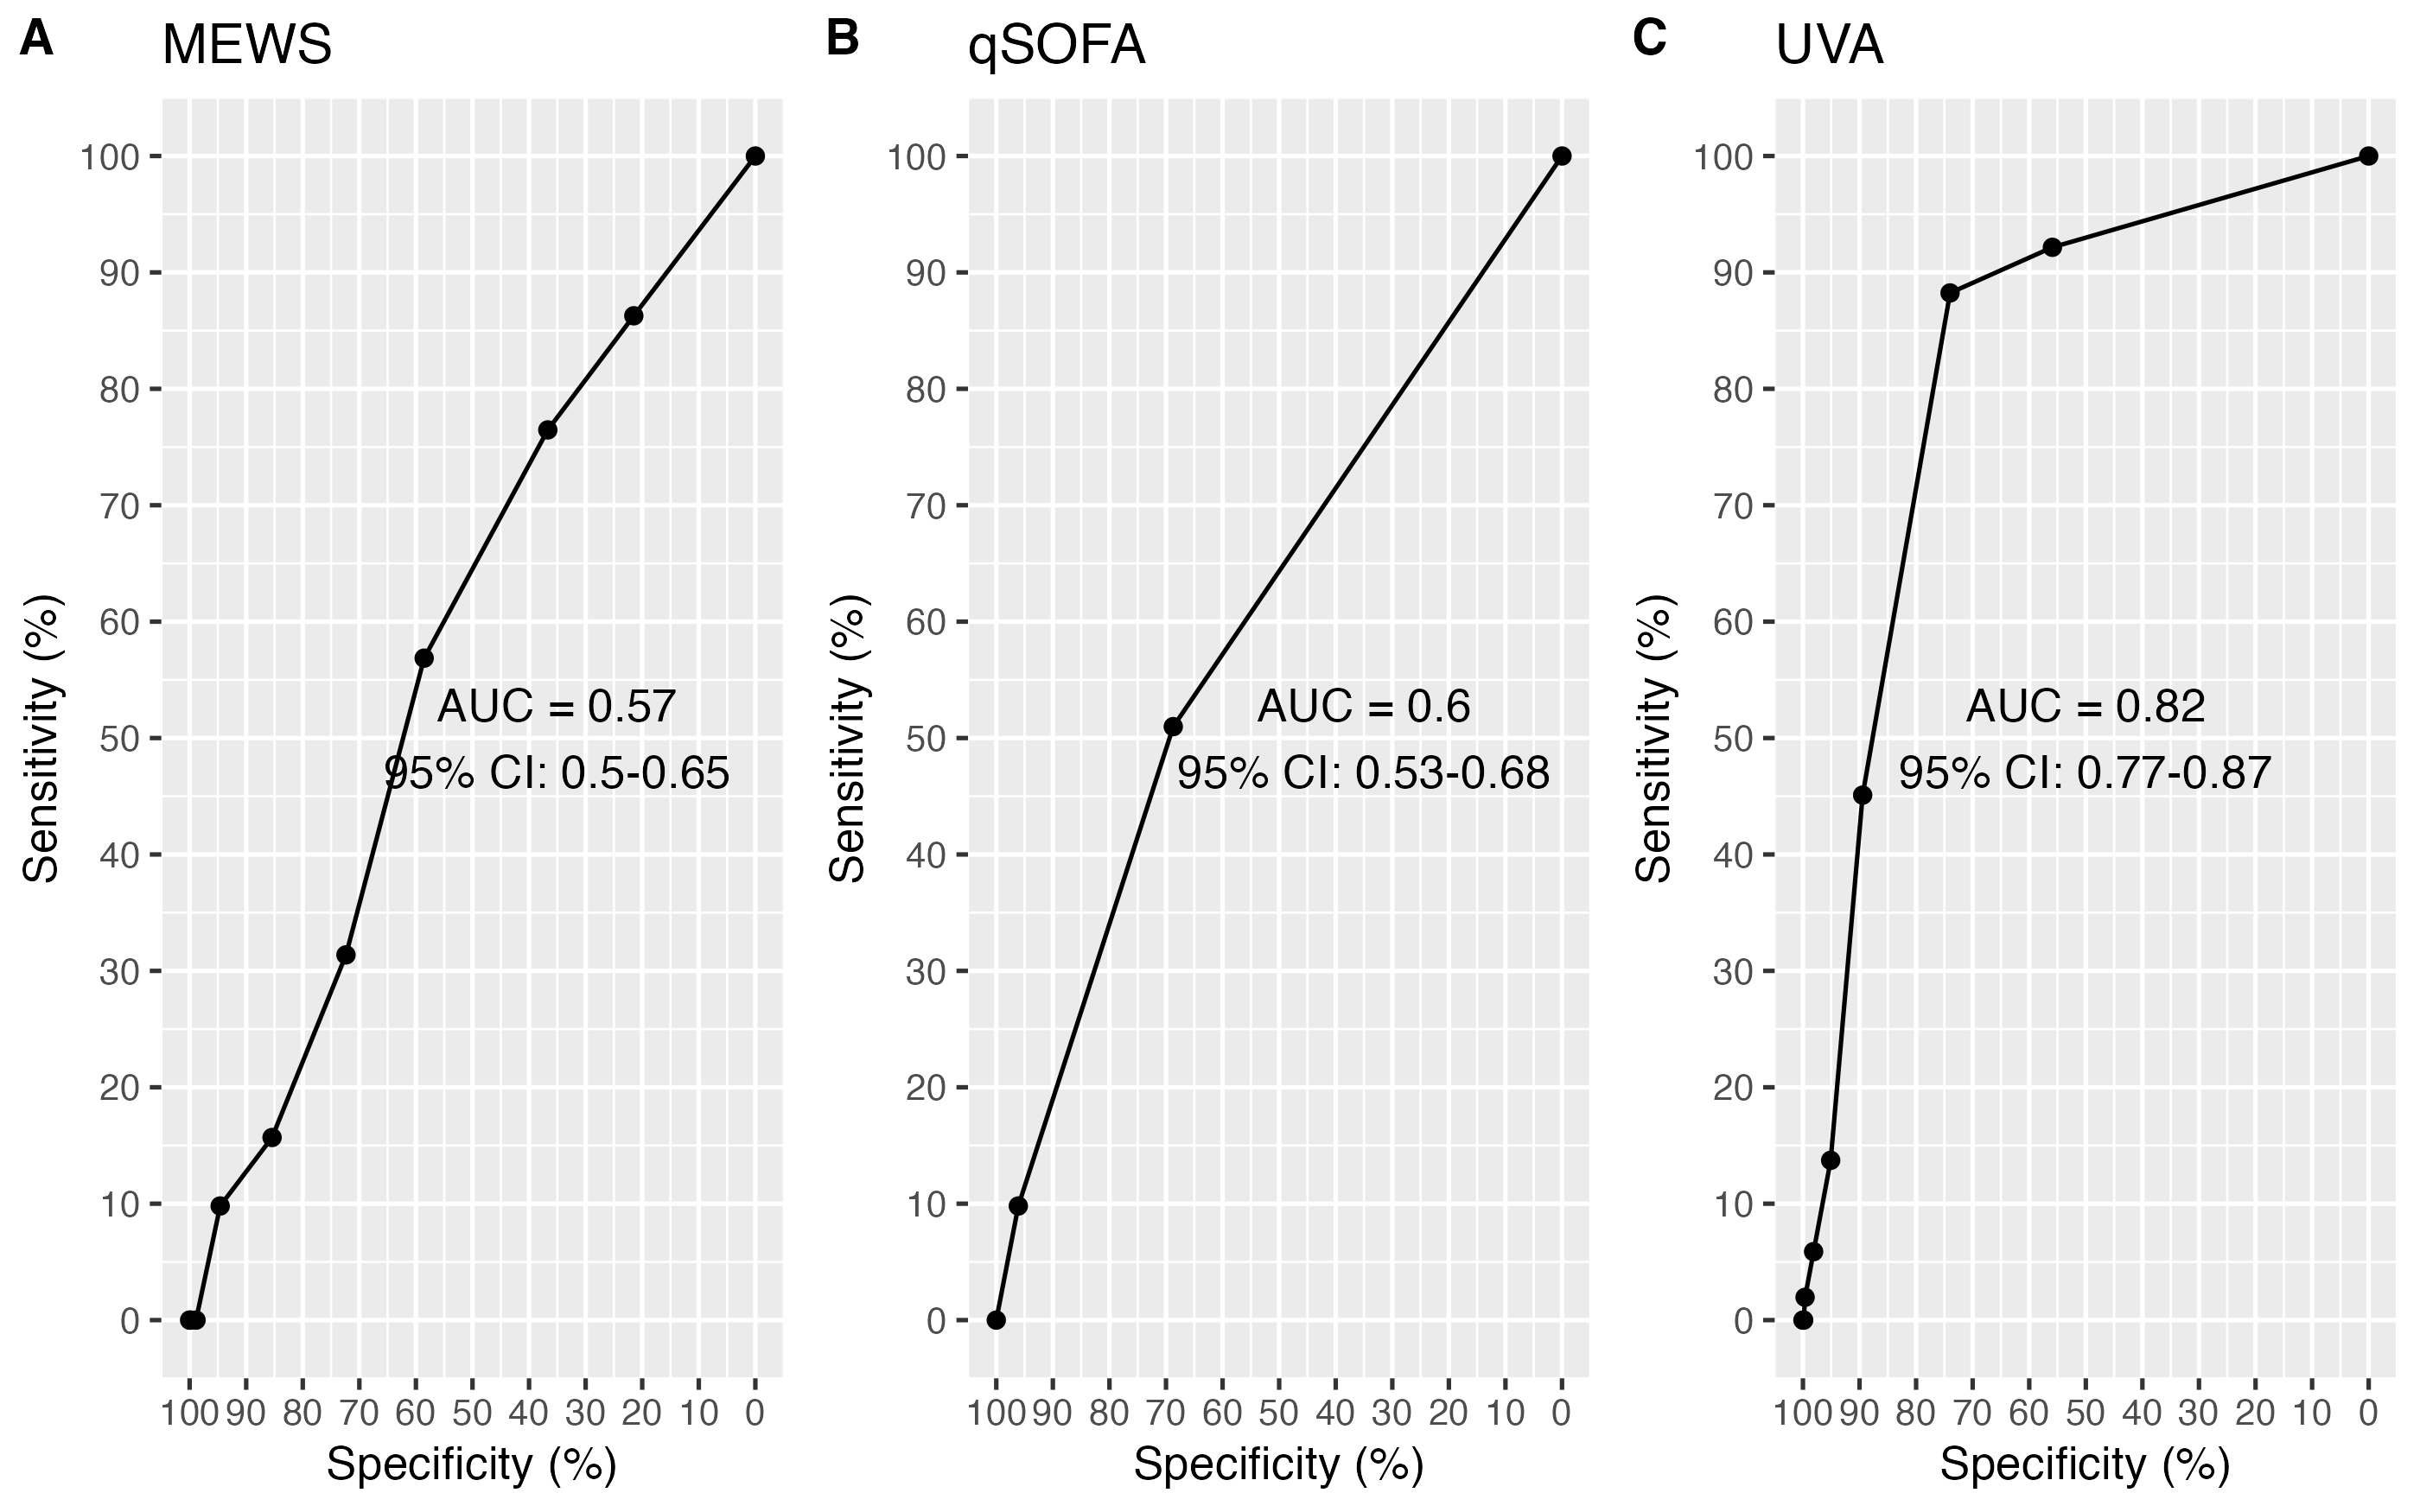 A MEWS
Sensitivity (%)
100
90
80
70
60
50
40
30
20
10
0
AUC = 0.57
95% CI: 0.5-0.65
100 90 80 70 60 50 40 30 20 10 0
Specificity (%)
B qSOFA
Sensitivity (%)
100
90
80
70
60
50
40
30
20
10
0
AUC = 0.6
95% CI: 0.53-0.68
100 90 80 70 60 50 40 30 20 10 0
Specificity (%)
C UVA
Sensitivity (%)
100
90
80
70
60
50
40
30
20
10
0
AUC = 0.82
95% CI: 0.77-0.87
100 90 80 70 60 50 40 30 20 10 0
Specificity (%)